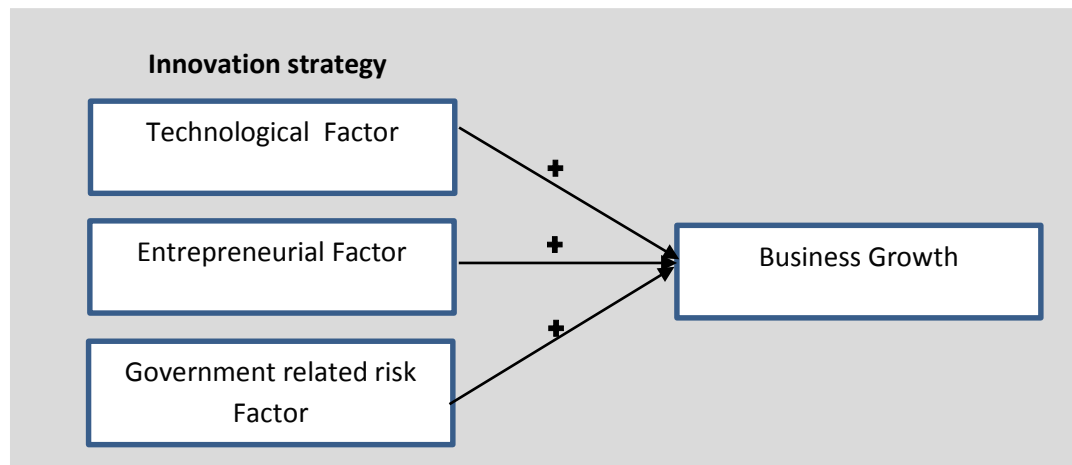 Innovation strategy
Technological  Factor
+
Entrepreneurial Factor
+
Business Growth
+
Government related risk
Factor